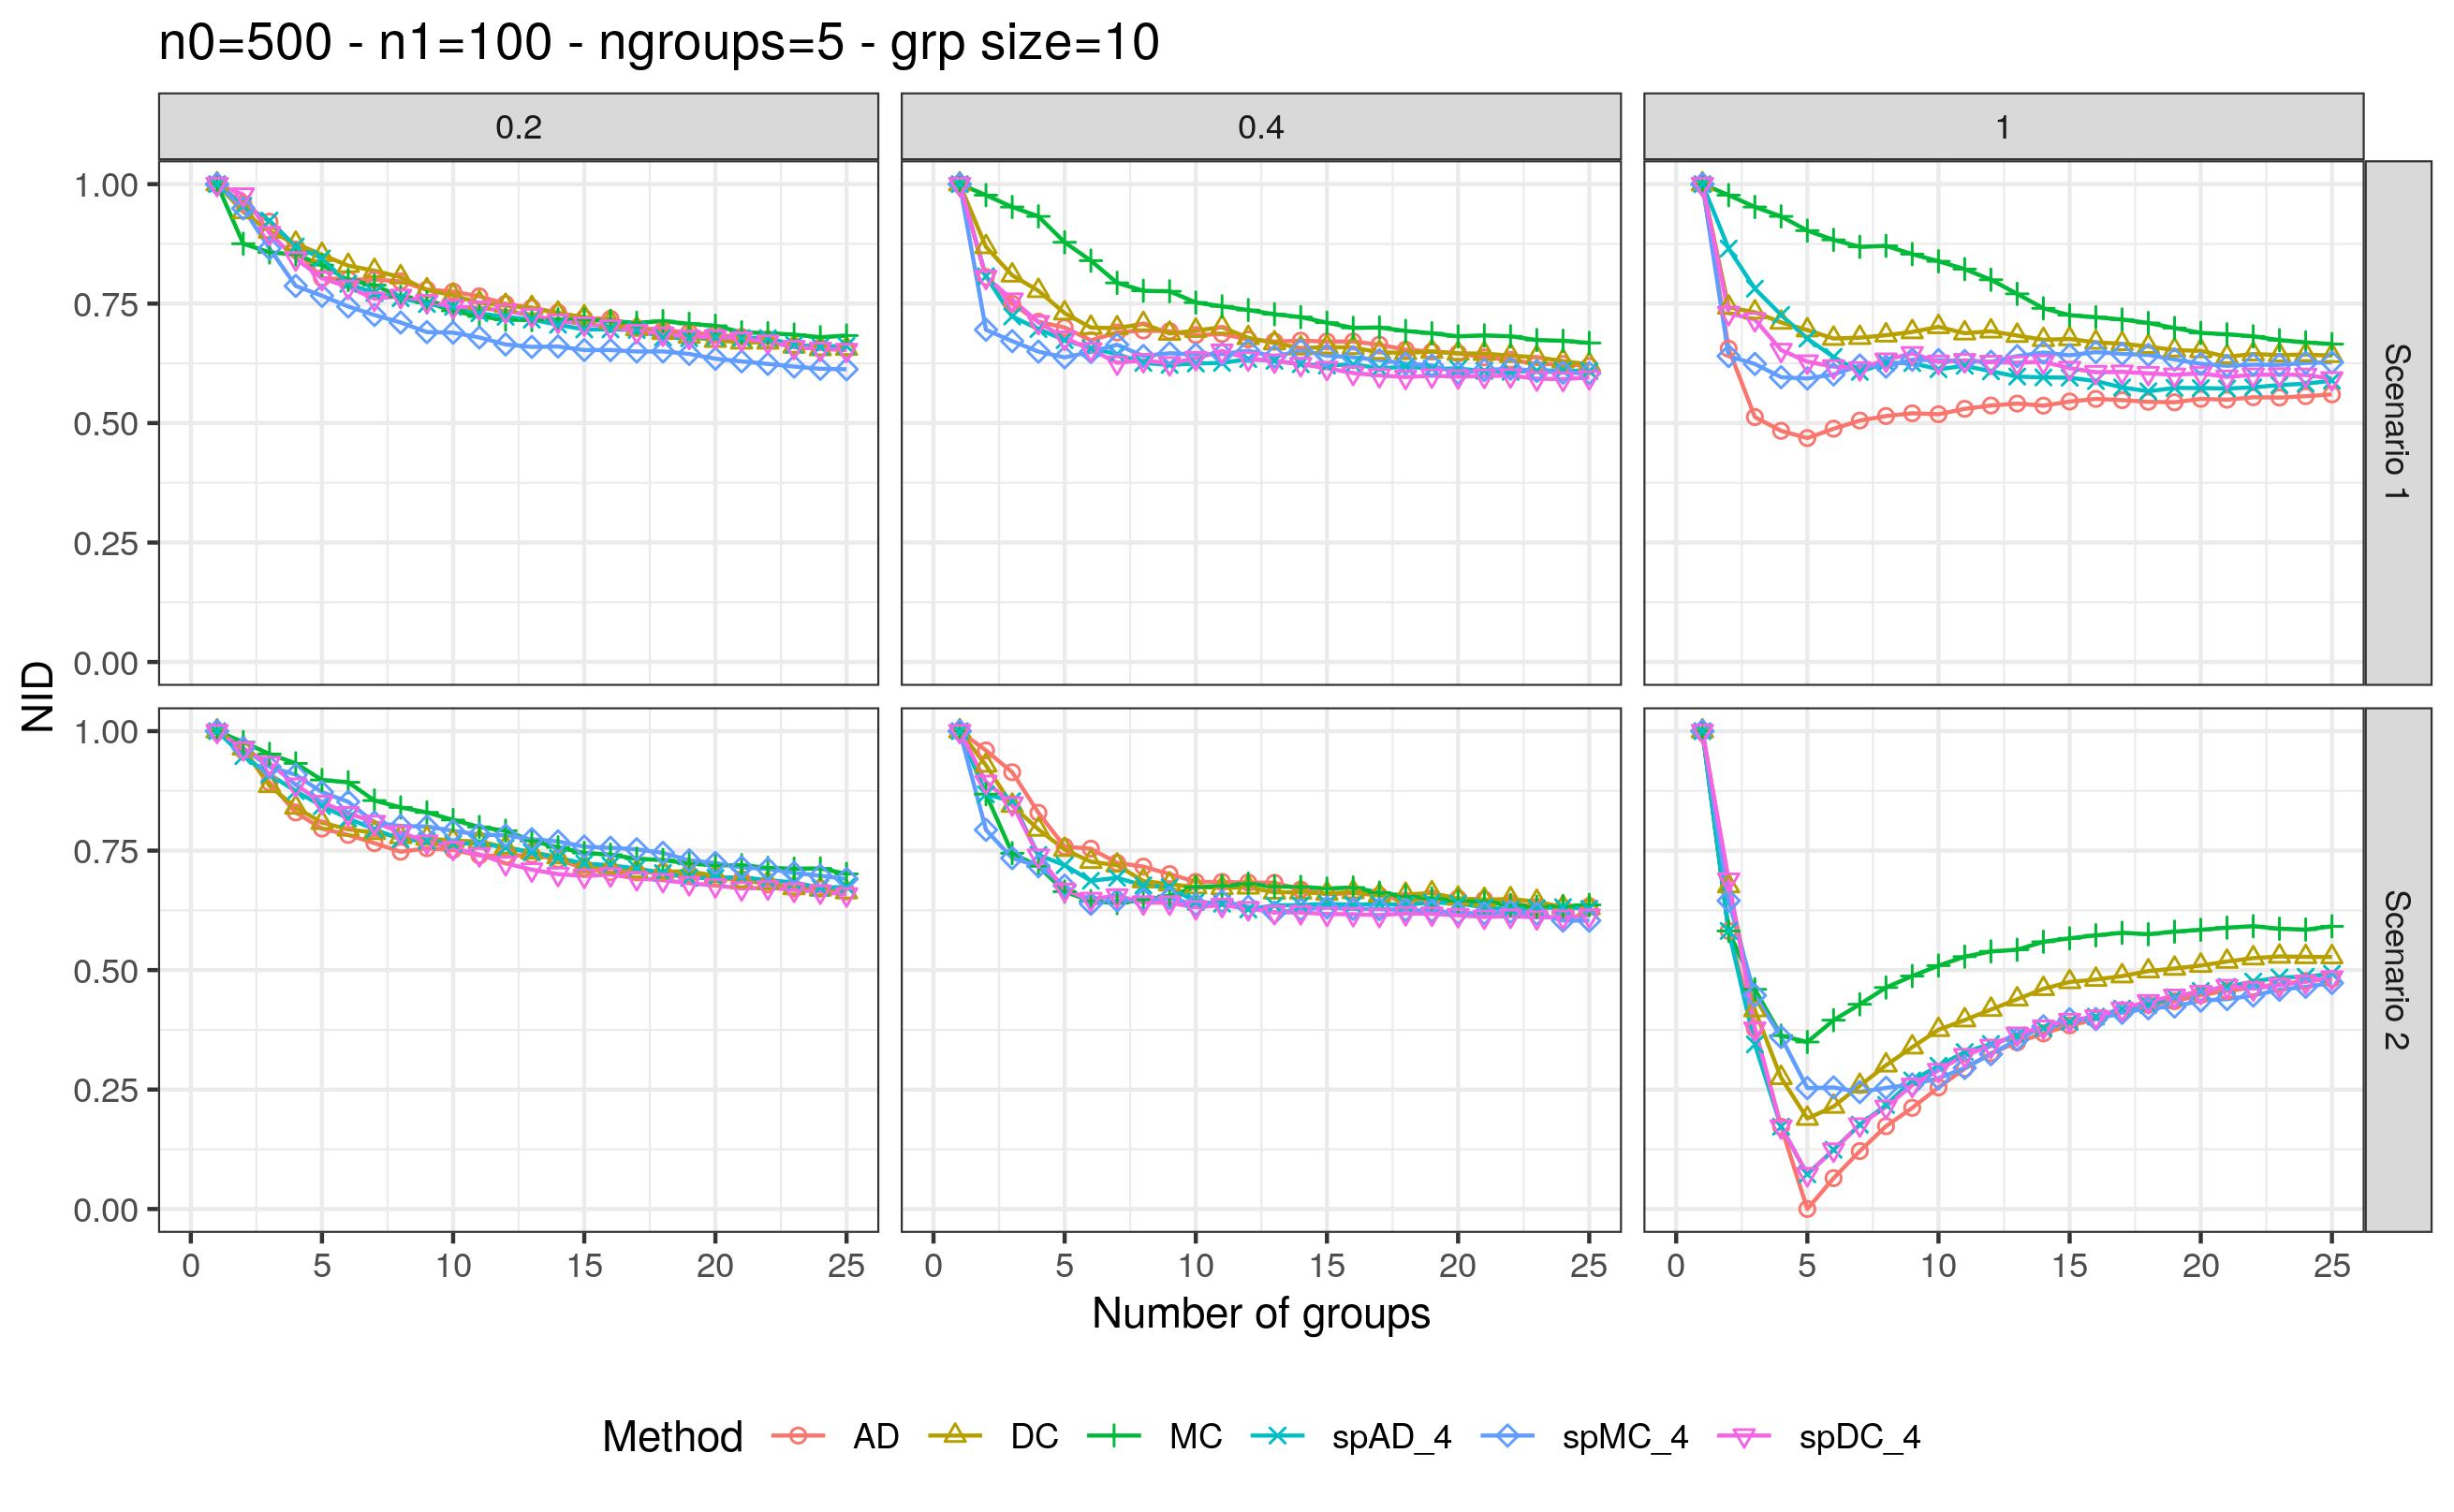 n0=500 - n1=100 - ngroups=5 - grp size=10
0.2 0.4 1
1.00
0.75
0.50
0.25
0.00
Scenario 1
NID
1.00
0.75
0.50
0.25
0.00
Scenario 2
0 5 10 15 20 25 0 5 10 15 20 25 0 5 10 15 20 25
Number of groups
Method AD DC MC spAD_4 spMC_4 spDC_4